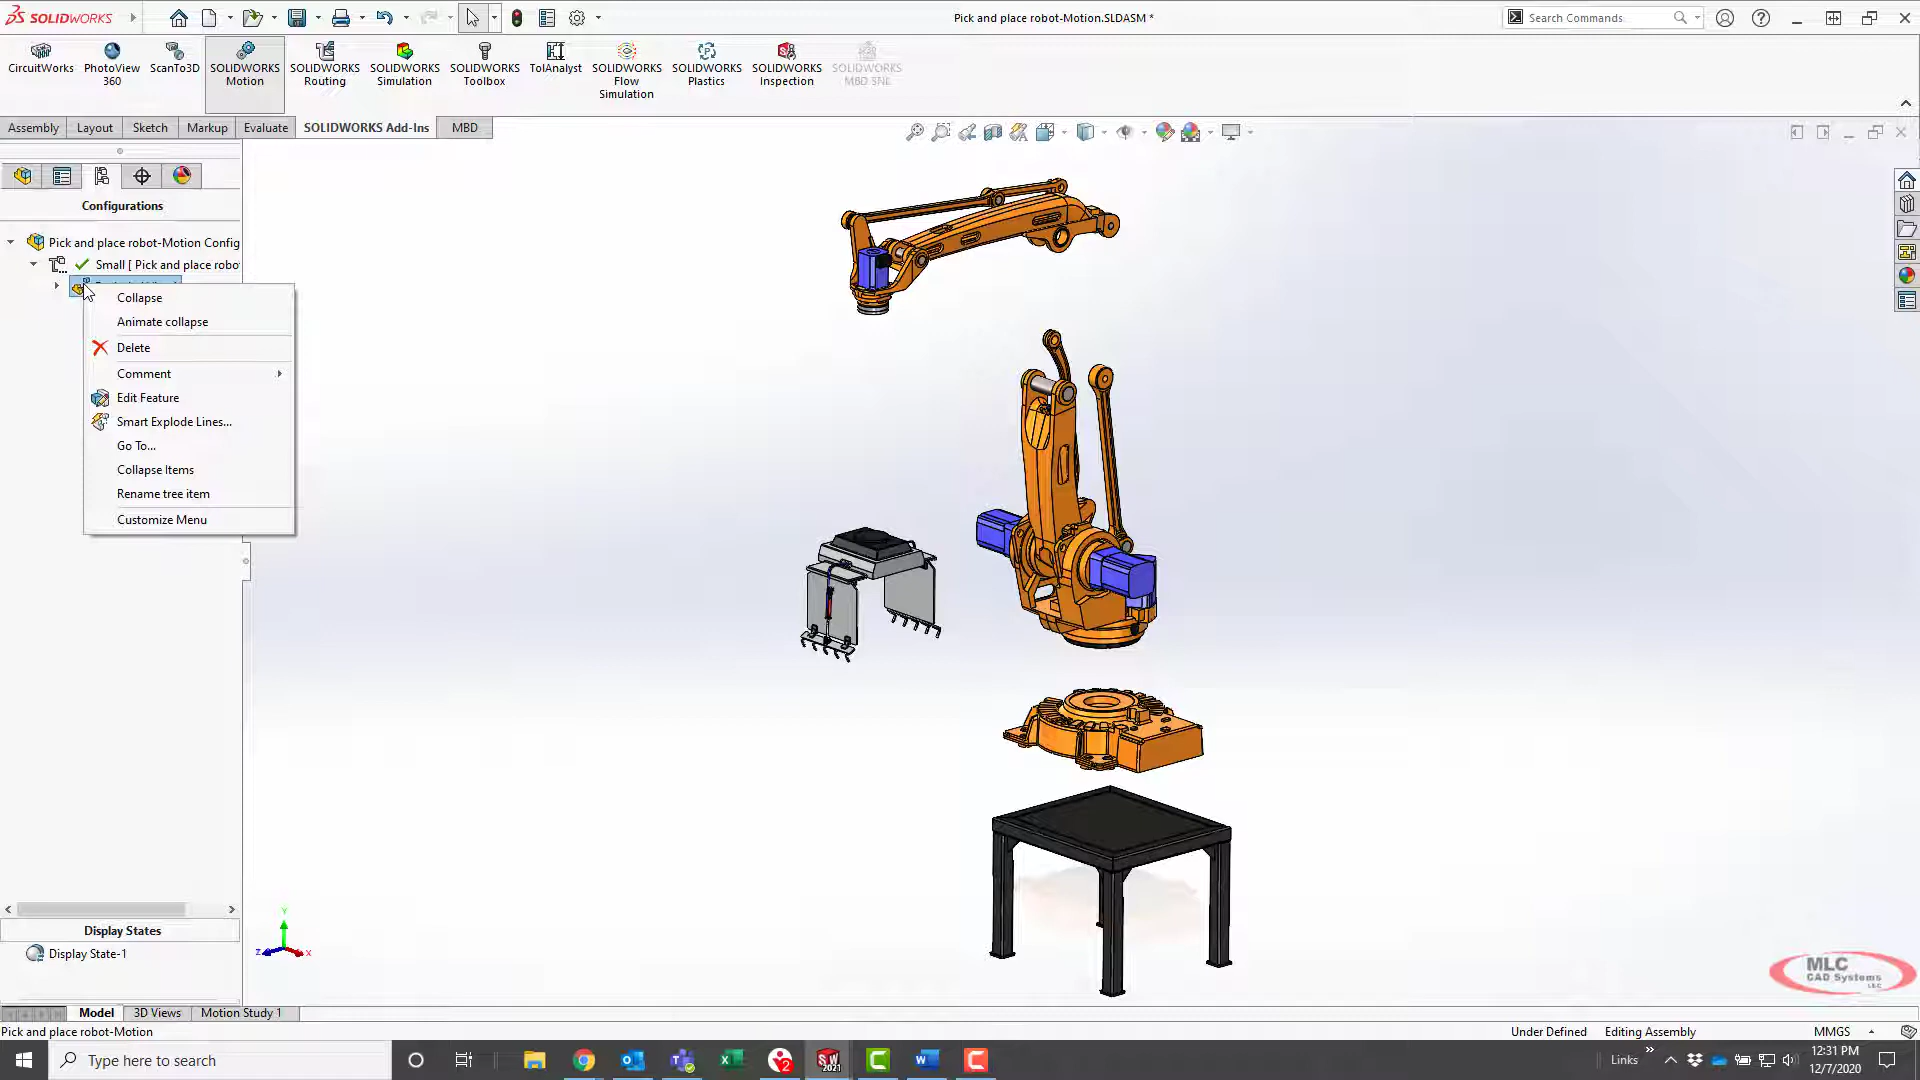 SOLIDWORKS
Pick and place robot-Motion.SLDASM *
Search Commands
CircuitWorks
PhotoView
360
ScanTo3D
SOLIDWORKS
Motion
SOLIDWORKS
Routing
SOLIDWORKS
Simulation
SOLIDWORKS
Toolbox
TolAnalyst
SOLIDWORKS
Flow
Simulation
SOLIDWORKS
Plastics
SOLIDWORKS
Inspection
SOLIDWORKS
MBD SNL
Assembly
Layout
Sketch
Markup
Evaluate
SOLIDWORKS Add-Ins
MBD
Configurations
Pick and place robot-Motion Config
Small [ Pick and place robo
Collapse
Animate collapse
Delete
Comment
Edit Feature
Smart Explode Lines...
Go To...
Collapse Items
Rename tree item
Customize Menu
Y
Z
X
Display States
Display State-1
MLC
CAD Systems
LLC
Model
3D Views
Motion Study 1
Pick and place robot-Motion
Under Defined
Editing Assembly
MMGS
Type here to search
2
SW
2021
Links
12:31 PM
12/7/2020